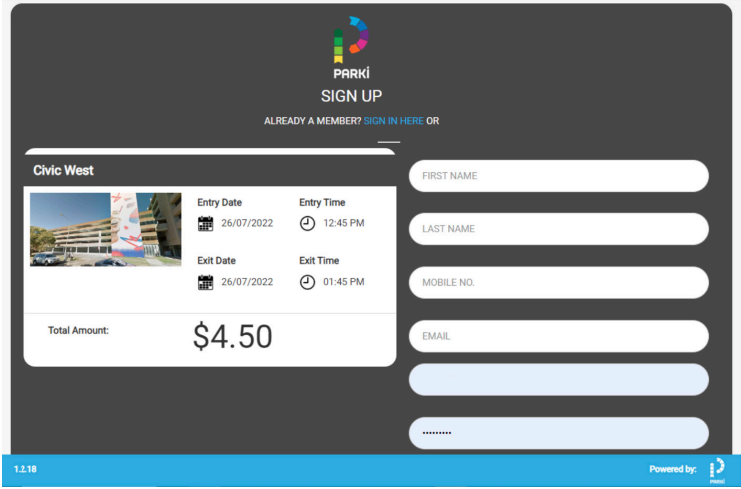 PARKİ
SIGN UP
ALREADY A MEMBER? SIGN IN HERE OR
Civic West
Entry Date
Entry Time
26/07/2022
12:45 PM
Exit Date
Exit Time
26/07/2022
01:45 PM
Total Amount:
$4.50
FIRST NAME
LAST NAME
MOBILE NO.
EMAIL
•••••••••
1.2.18
Powered by:
PARKİ